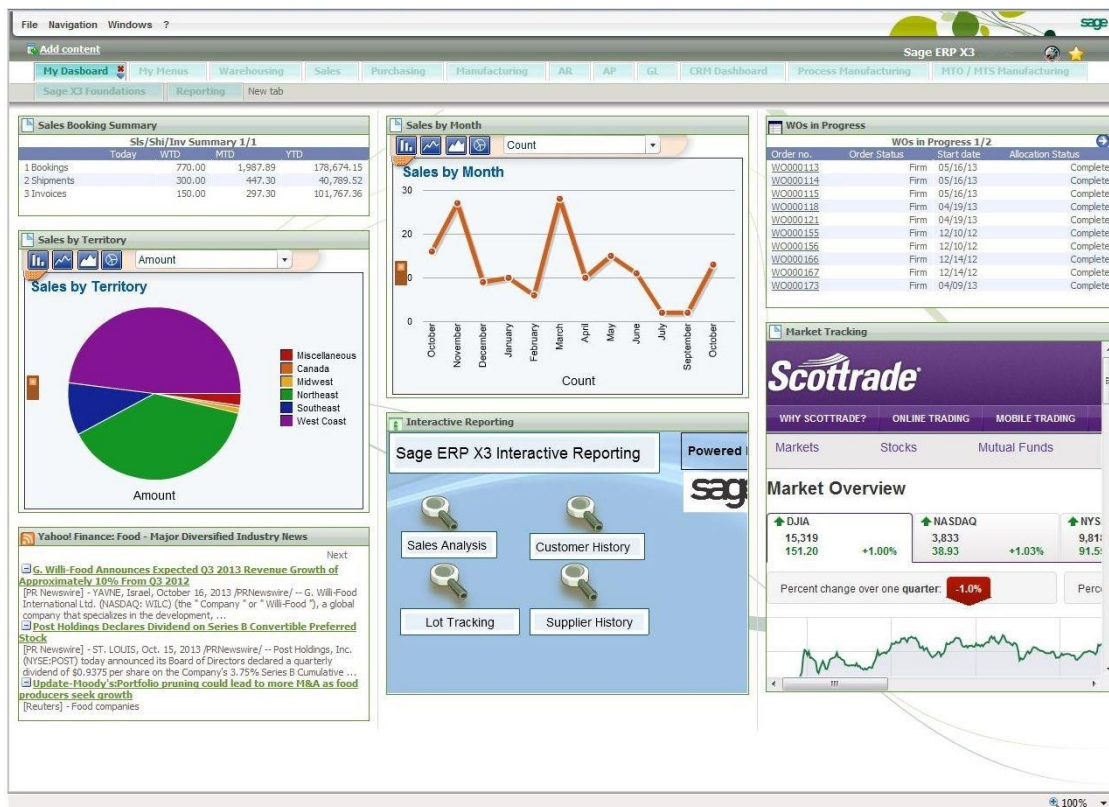 File Navigation Windows ?
sage
Add content
Sage ERP X3
My Dasboard My Menus Warehousing Sales Purchasing Manufacturing AR AP GL CRM Dashboard Process Manufacturing MTO / MTS Manufacturing
Sage X3 Foundations Reporting New tab
Sales Booking Summary
Sls/Shi/Inv Summary 1/1
Today WTD MTD YTD
1 Bookings 770.00 1,987.89 178,674.15
2 Shipments 300.00 447.30 40,789.52
3 Invoices 150.00 297.30 101,767.36
Sales by Territory
Amount
Sales by Territory
Miscellaneous
Canada
Midwest
Northeast
Southeast
West Coast
Amount
Yahoo! Finance: Food - Major Diversified Industry News
Next
G. Willi-Food Announces Expected Q3 2013 Revenue Growth of
Approximately 10% From Q3 2012
[PR Newswire] - YAVNE, Israel, October 16, 2013 /PRNewswire/ -- G. Willi-Food
International Ltd. (NASDAQ: WILC) (the " Company " or " Willi-Food "), a global
company that specializes in the development, ...
Post Holdings Declares Dividend on Series B Convertible Preferred
Stock
[PR Newswire] - ST. LOUIS, Oct. 15, 2013 /PRNewswire/ -- Post Holdings, Inc.
(NYSE:POST) today announced its Board of Directors declared a quarterly
dividend of $0.9375 per share on the Company's 3.75% Series B Cumulative ...
Update-Moody's:Portfolio pruning could lead to more M&A as food
producers seek growth
[Reuters] - Food companies
Sales by Month
Count
Sales by Month
30
20
0
0
October
November
December
January
February
March
April
May
June
July
September
October
Count
Interactive Reporting
Sage ERP X3 Interactive Reporting
Powered
sag
Sales Analysis
Customer History
Lot Tracking
Supplier History
WOs in Progress
WOs in Progress 1/2
Order no. Order Status Start date Allocation Status
WO000113 Firm 05/16/13 Complete
WO000114 Firm 05/16/13 Complete
WO000115 Firm 05/16/13 Complete
WO000118 Firm 04/19/13 Complete
WO000121 Firm 04/19/13 Complete
WO000155 Firm 12/10/12 Complete
WO000156 Firm 12/10/12 Complete
WO000166 Firm 12/14/12 Complete
WO000167 Firm 12/14/12 Complete
WO000173 Firm 04/09/13 Complete
Market Tracking
Scottrade
WHY SCOTTRADE? ONLINE TRADING MOBILE TRADING
Markets Stocks Mutual Funds
Market Overview
DJIA NASDAQ NYS
15,319 3,833 9,81
151.20 +1.00% 38.93 +1.03% 91.5
Percent change over one quarter: -1.0% Perc
100%